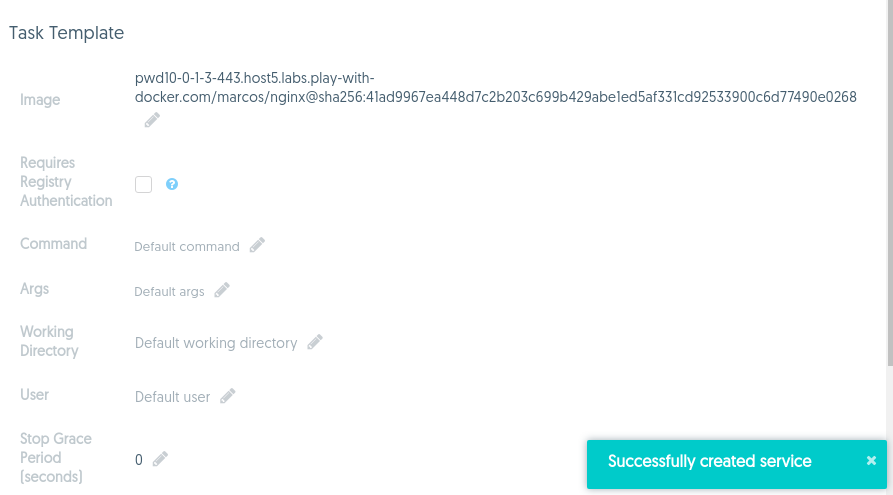 Task Template
Image
pwd10-0-1-3-443.host5.labs.play-with-
docker.com/marcos/nginx@sha256:41ad9967ea448d7c2b203c699b429abe1ed5af331cd92533900c6d77490e0268
Requires
Registry
Authentication
?
Command
Default command
Args
Default args
Working
Directory
Default working directory
User
Default user
Stop Grace
Period
(seconds)
0
Successfully created service
×